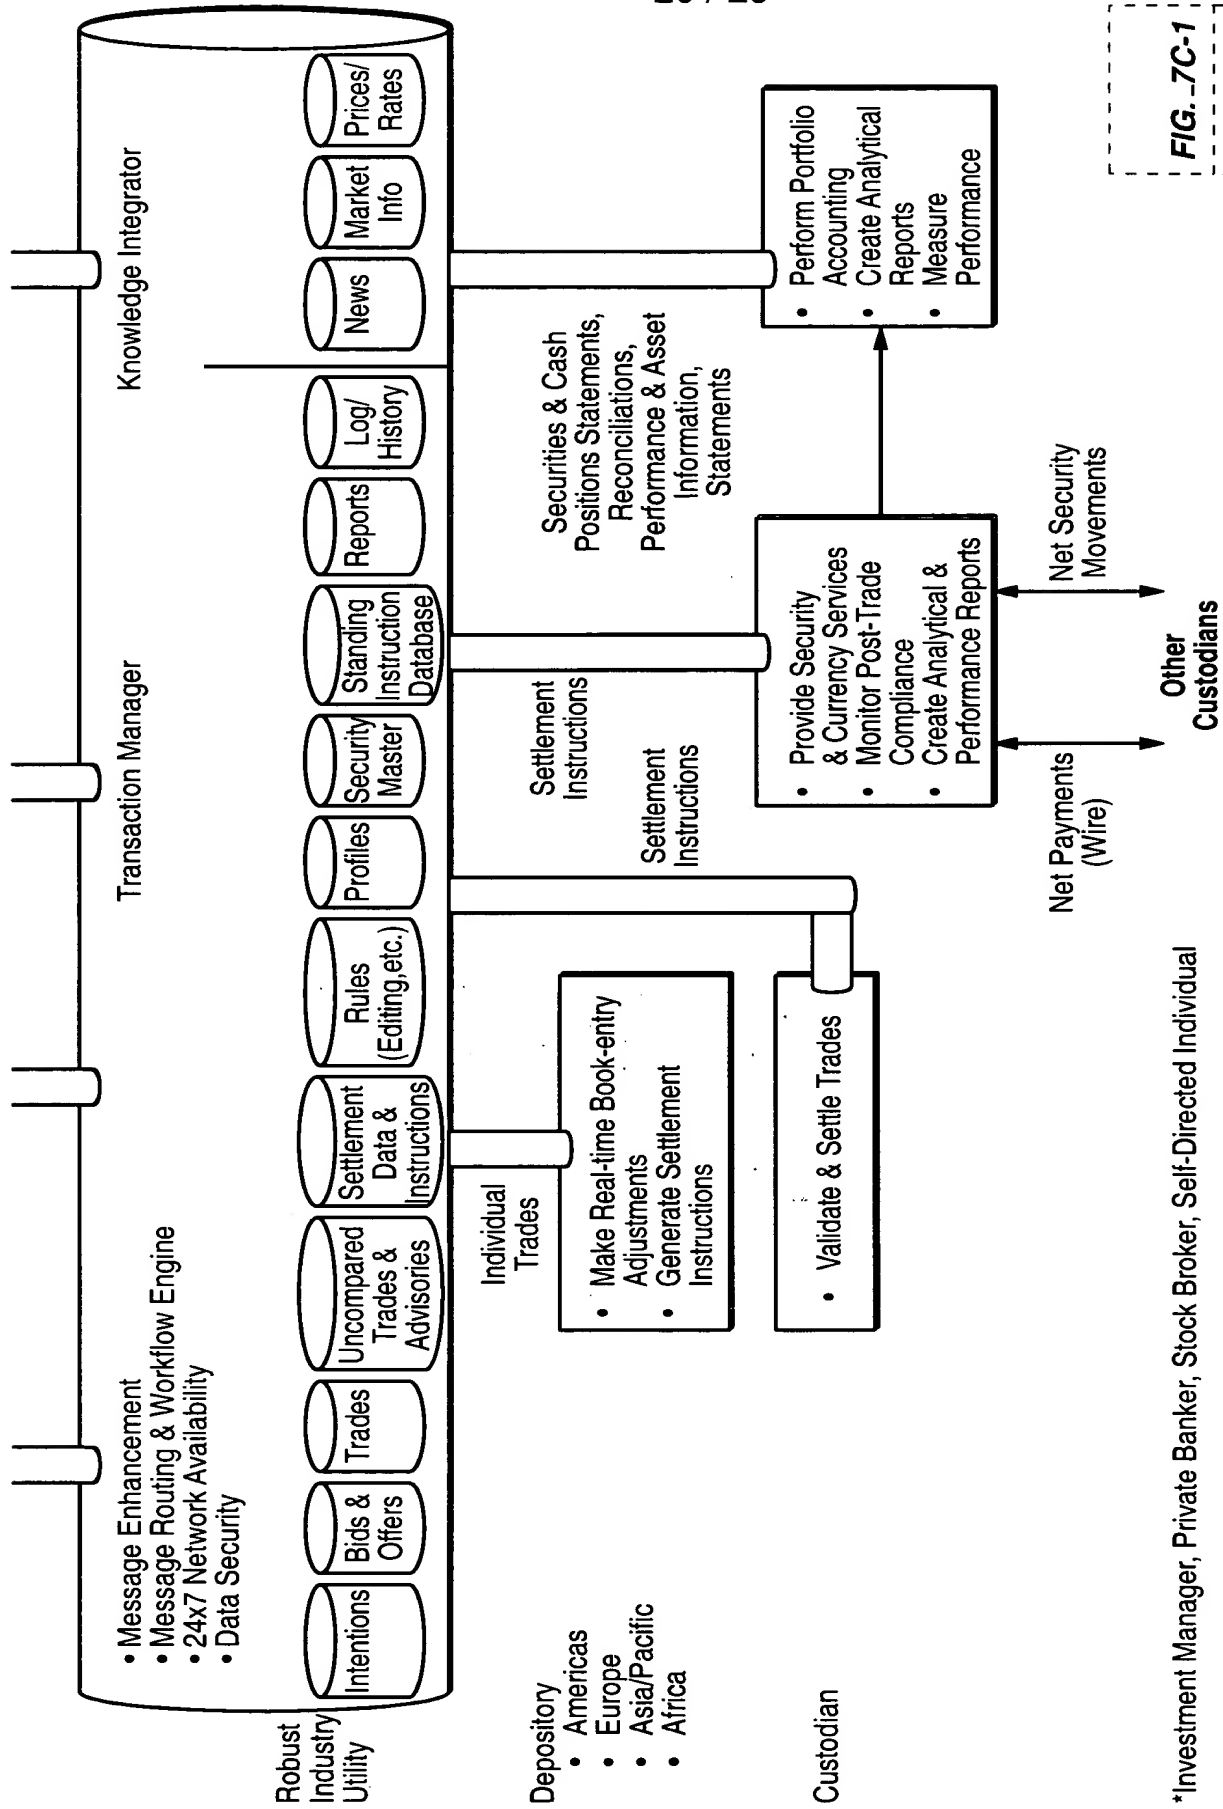 Transaction Manager
Knowledge Integrator
• Message Enhancement
• Message Routing & Workflow Engine
• 24x7 Network Availability
• Data Security
Robust
Industry
Utility
Intentions
Bids &
Offers
Trades
Uncompared
Trades &
Advisories
Settlement
Data &
Instructions
Rules
(Editing,etc.)
Profiles
Security
Master
Standing
Instruction
Database
Reports
Log/
History
News
Market
Info
Prices/
Rates
Depository
• Americas
• Europe
• Asia/Pacific
• Africa
Individual
Trades
• Make Real-time Book-entry
Adjustments
• Generate Settlement
Instructions
Settlement
Instructions
Settlement
Instructions
Securities & Cash
Positions Statements,
Reconciliations,
Performance & Asset
Information,
Statements
Custodian
• Validate & Settle Trades
• Provide Security
& Currency Services
• Monitor Post-Trade
Compliance
• Create Analytical &
Performance Reports
• Perform Portfolio
Accounting
• Create Analytical
Reports
• Measure
Performance
Net Payments
(Wire)
Net Security
Movements
Other
Custodians
*Investment Manager, Private Banker, Stock Broker, Self-Directed Individual
FIG._7C-1